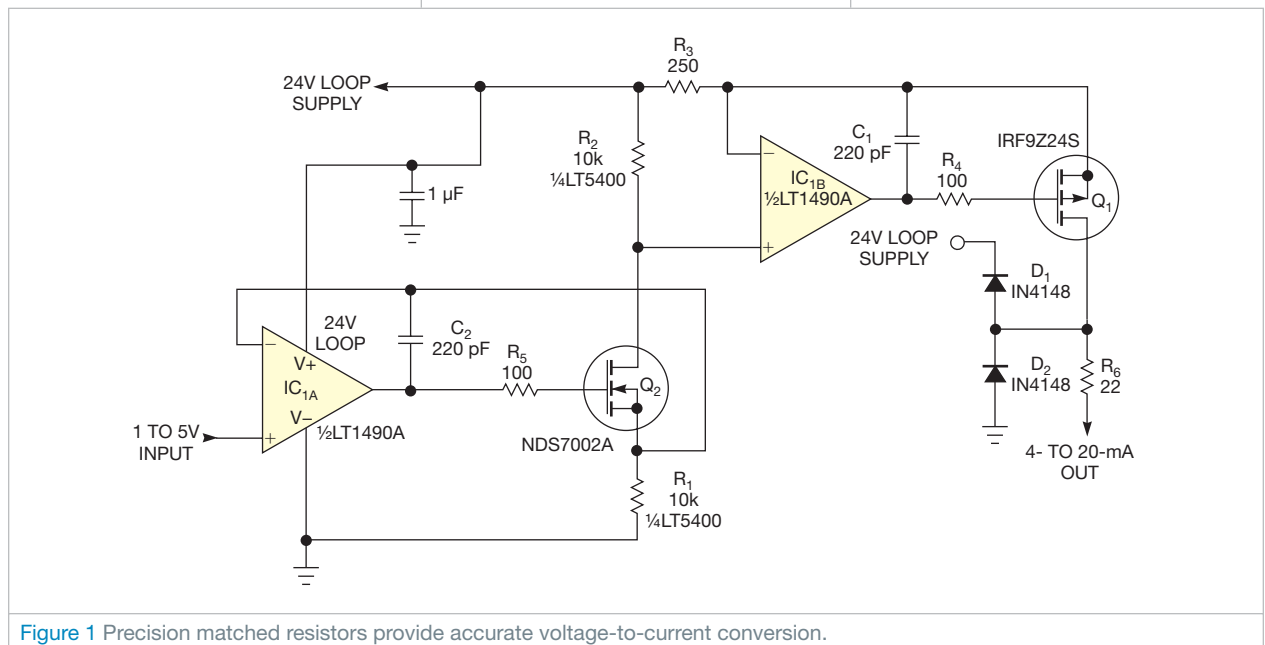 R3
250
24V LOOP
SUPPLY
R2
10k
¼LT5400
C1
220 pF
IRF9Z24S
1 µF
−
IC1B
½LT1490A
+
R4
100
Q1
24V LOOP
SUPPLY
D1
IN4148
24V
LOOP
C2
220 pF
−
V+
IC1A
V−
½LT1490A
+
R5
100
Q2
D2
IN4148
R6
22
1 TO 5V
INPUT
NDS7002A
4- TO 20-mA
OUT
R1
10k
¼LT5400
Figure 1 Precision matched resistors provide accurate voltage-to-current conversion.